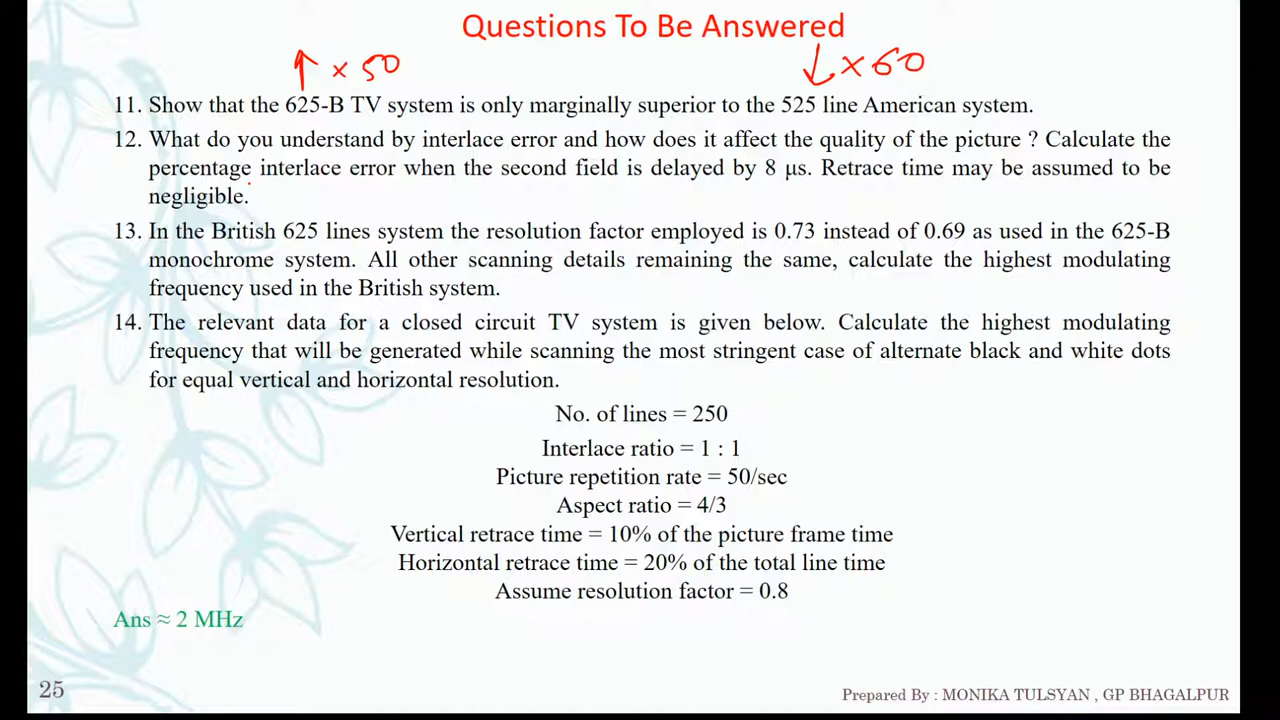 Questions To Be Answered
↑ × 50
↓ × 60
11. Show that the 625-B TV system is only marginally superior to the 525 line American system.
12. What do you understand by interlace error and how does it affect the quality of the picture ? Calculate the
percentage interlace error when the second field is delayed by 8 μs. Retrace time may be assumed to be
negligible.
13. In the British 625 lines system the resolution factor employed is 0.73 instead of 0.69 as used in the 625-B
monochrome system. All other scanning details remaining the same, calculate the highest modulating
frequency used in the British system.
14. The relevant data for a closed circuit TV system is given below. Calculate the highest modulating
frequency that will be generated while scanning the most stringent case of alternate black and white dots
for equal vertical and horizontal resolution.
No. of lines = 250
Interlace ratio = 1 : 1
Picture repetition rate = 50/sec
Aspect ratio = 4/3
Vertical retrace time = 10% of the picture frame time
Horizontal retrace time = 20% of the total line time
Assume resolution factor = 0.8
Ans ≈ 2 MHz
25
Prepared By : MONIKA TULSYAN , GP BHAGALPUR